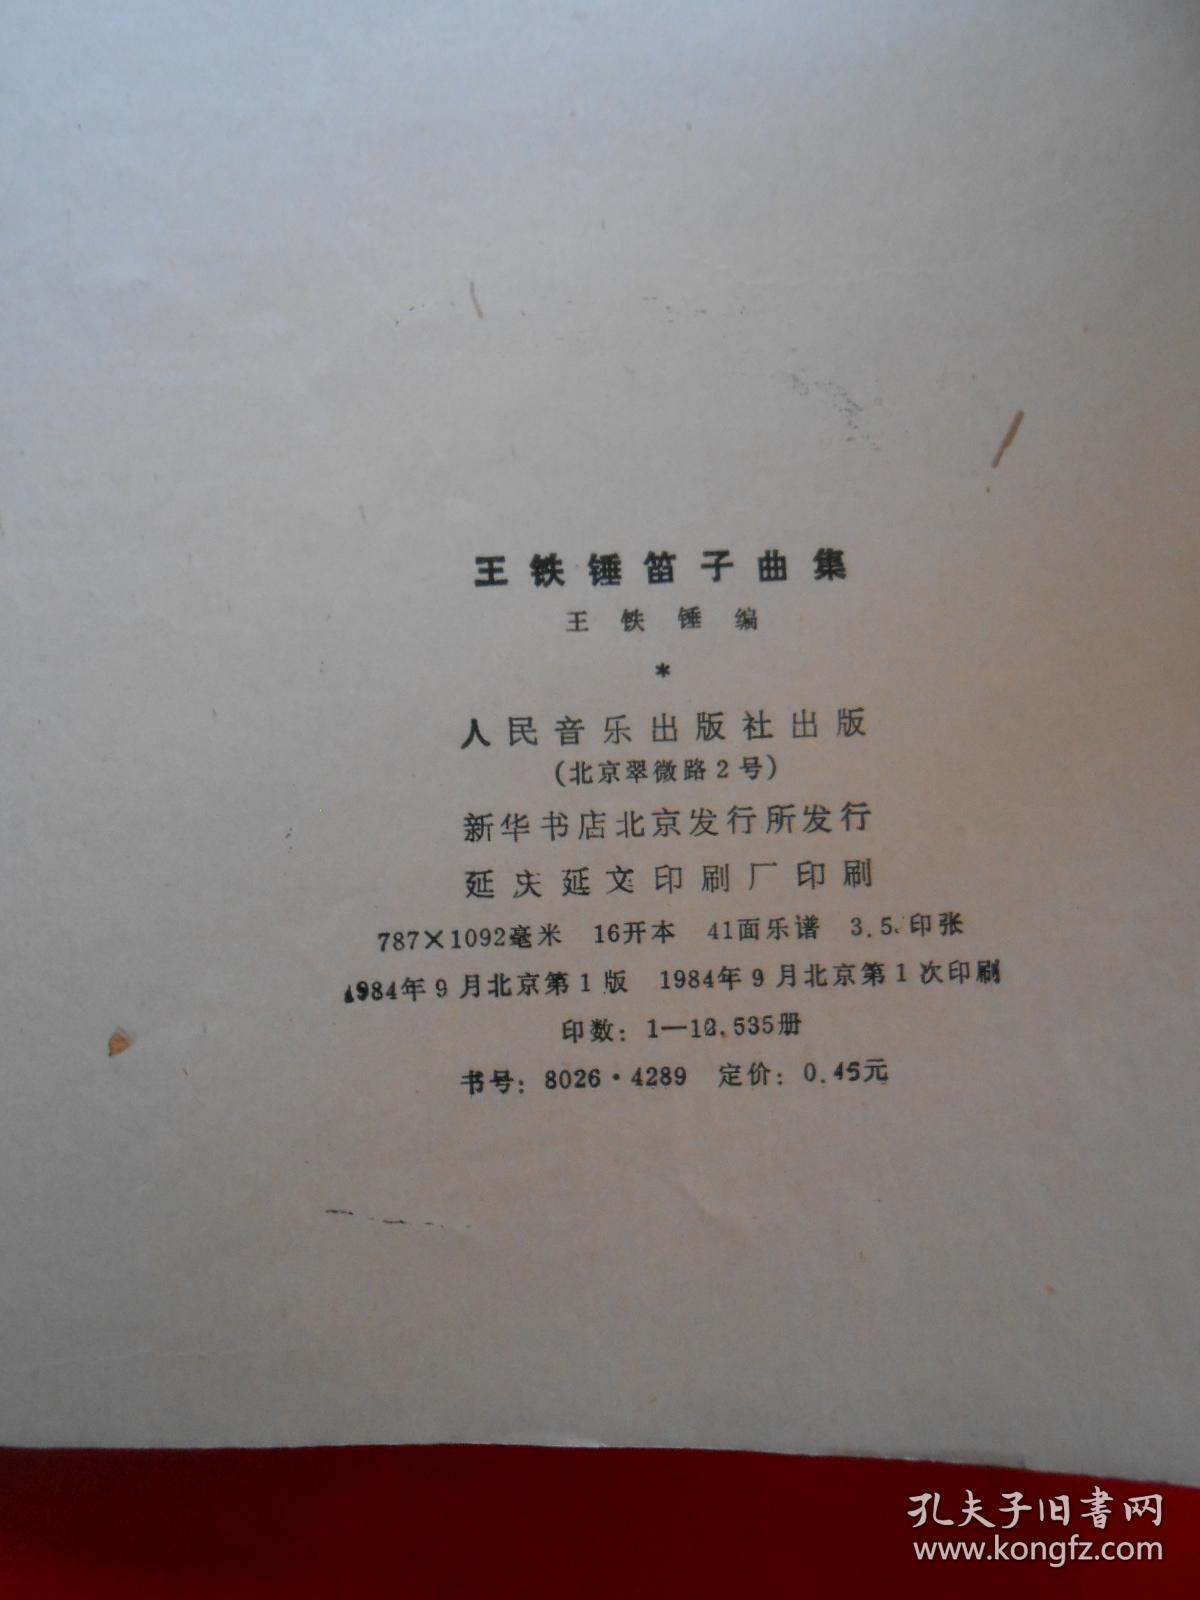 王铁锤笛子曲集
王铁锤编
*
人民音乐出版社出版
(北京翠微路2号)
新华书店北京发行所发行
延庆延文印刷厂印刷
787×1092毫米 16开本 41面乐谱 3.5印张
1984年9月北京第1版 1984年9月北京第1次印刷
印数：1—10,535册
书号：8026·4289 定价：0.45元
孔夫子旧书网
www.kongfz.com